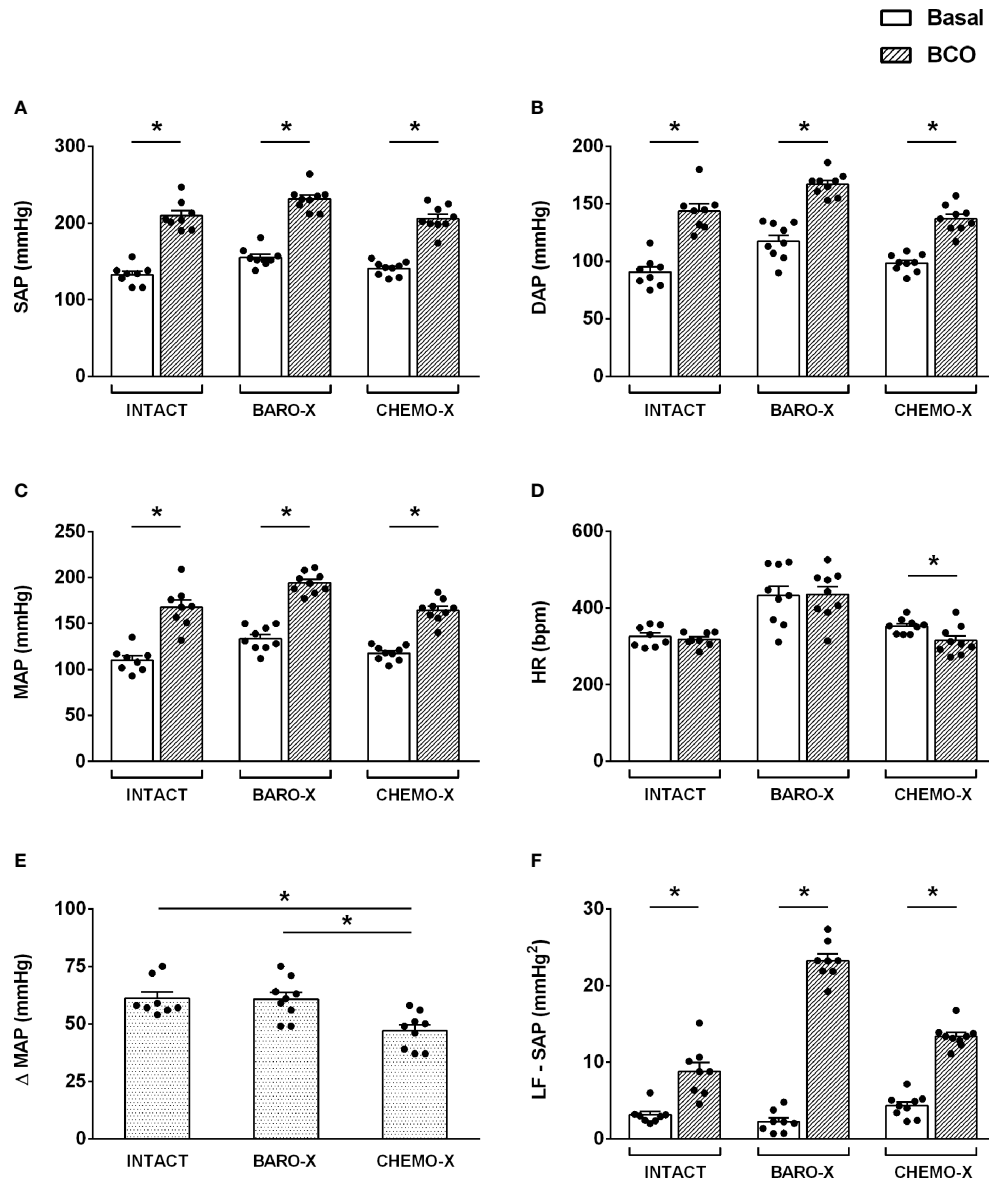 Basal
BCO
A
* * *
SAP (mmHg)
300
200
100
0
INTACT BARO-X CHEMO-X
B
* * *
DAP (mmHg)
200
150
100
50
0
INTACT BARO-X CHEMO-X
C
* * *
MAP (mmHg)
250
200
150
100
50
0
INTACT BARO-X CHEMO-X
D
*
HR (bpm)
600
400
200
0
INTACT BARO-X CHEMO-X
E
*
*
Δ MAP (mmHg)
100
75
50
25
0
INTACT BARO-X CHEMO-X
F
* * *
LF - SAP (mmHg²)
30
20
10
0
INTACT BARO-X CHEMO-X